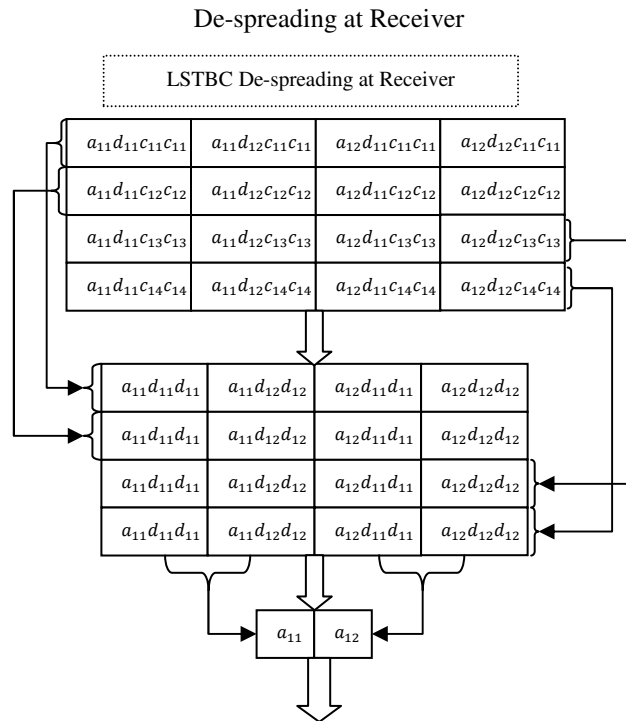 De-spreading at Receiver
LSTBC De-spreading at Receiver
a₁₁d₁₁c₁₁c₁₁ a₁₁d₁₂c₁₁c₁₁ a₁₂d₁₁c₁₁c₁₁ a₁₂d₁₂c₁₁c₁₁
a₁₁d₁₁c₁₂c₁₂ a₁₁d₁₂c₁₂c₁₂ a₁₂d₁₁c₁₂c₁₂ a₁₂d₁₂c₁₂c₁₂
a₁₁d₁₁c₁₃c₁₃ a₁₁d₁₂c₁₃c₁₃ a₁₂d₁₁c₁₃c₁₃ a₁₂d₁₂c₁₃c₁₃
a₁₁d₁₁c₁₄c₁₄ a₁₁d₁₂c₁₄c₁₄ a₁₂d₁₁c₁₄c₁₄ a₁₂d₁₂c₁₄c₁₄
a₁₁d₁₁d₁₁ a₁₁d₁₂d₁₂ a₁₂d₁₁d₁₁ a₁₂d₁₂d₁₂
a₁₁d₁₁d₁₁ a₁₁d₁₂d₁₂ a₁₂d₁₁d₁₁ a₁₂d₁₂d₁₂
a₁₁d₁₁d₁₁ a₁₁d₁₂d₁₂ a₁₂d₁₁d₁₁ a₁₂d₁₂d₁₂
a₁₁d₁₁d₁₁ a₁₁d₁₂d₁₂ a₁₂d₁₁d₁₁ a₁₂d₁₂d₁₂
a₁₁ a₁₂